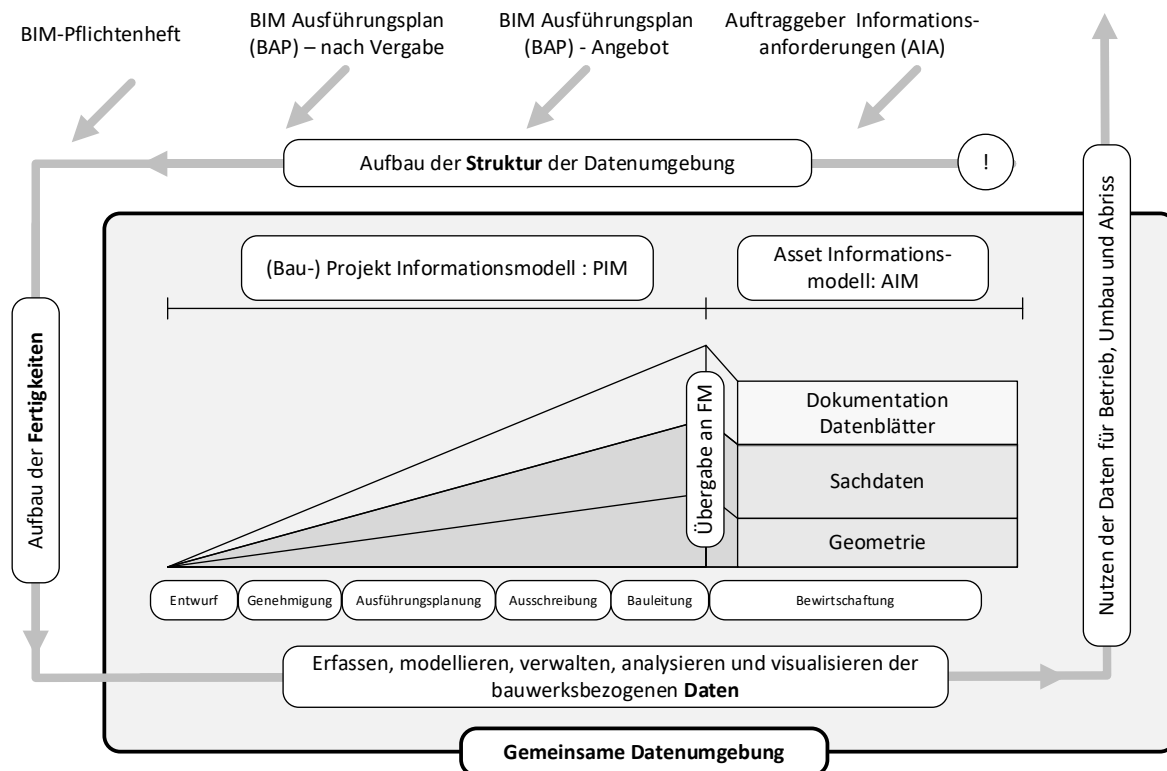 BIM-Pflichtenheft
BIM Ausführungsplan
(BAP) – nach Vergabe
BIM Ausführungsplan
(BAP) - Angebot
Auftraggeber Informations-
anforderungen (AIA)
Aufbau der Struktur der Datenumgebung
!
(Bau-) Projekt Informationsmodell : PIM
Asset Informations-
modell: AIM
Aufbau der Fertigkeiten
Übergabe an FM
Dokumentation
Datenblätter
Sachdaten
Geometrie
Nutzen der Daten für Betrieb, Umbau und Abriss
Entwurf
Genehmigung
Ausführungsplanung
Ausschreibung
Bauleitung
Bewirtschaftung
Erfassen, modellieren, verwalten, analysieren und visualisieren der
bauwerksbezogenen Daten
Gemeinsame Datenumgebung